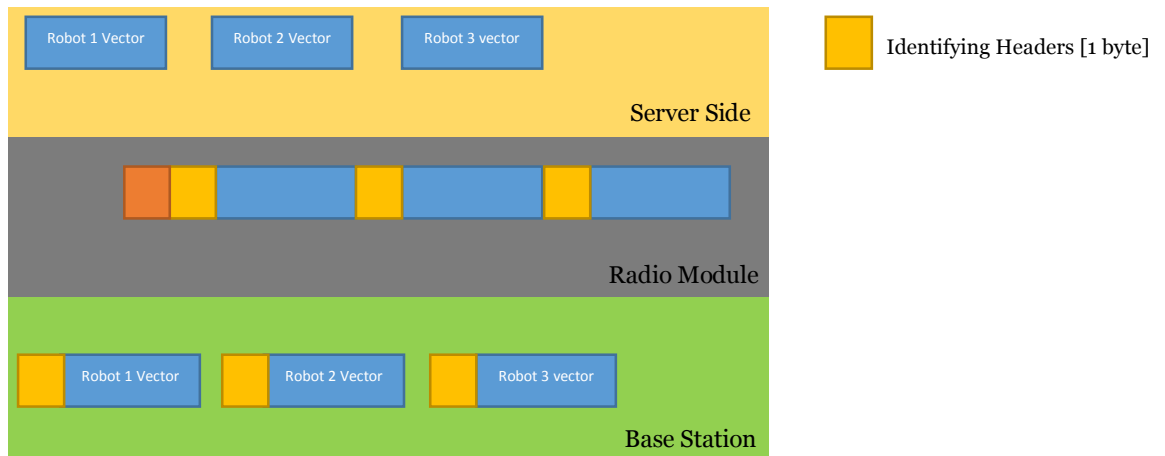 Robot 1 Vector
Robot 2 Vector
Robot 3 vector
Identifying Headers [1 byte]
Server Side
Radio Module
Robot 1 Vector
Robot 2 Vector
Robot 3 vector
Base Station